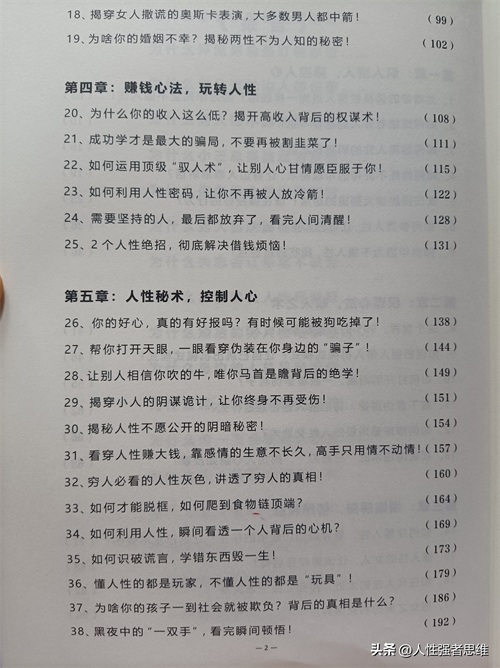 18、揭穿女人撒谎的奥斯卡表演，大多数男人都中箭！ （99）
19、为啥你的婚姻不幸？揭秘两性不为人知的秘密！ （102）
第四章：赚钱心法，玩转人性
20、为什么你的收入这么低？揭开高收入背后的权谋术！ （108）
21、成功学才是最大的骗局，不要再被割韭菜了！ （111）
22、如何运用顶级“驭人术”，让别人心甘情愿臣服于你！ （115）
23、如何利用人性密码，让你不再被人放冷箭！ （122）
24、需要坚持的人，最后都放弃了，看完人间清醒！ （128）
25、2个人性绝招，彻底解决借钱烦恼！ （131）
第五章：人性秘术，控制人心
26、你的好心，真的有好报吗？有时候可能被狗吃掉了！ （138）
27、帮你打开天眼，一眼看穿伪装在你身边的“骗子”！ （144）
28、让别人相信你吹的牛，唯你马首是瞻背后的绝学！ （149）
29、揭穿小人的阴谋诡计，让你终身不再受伤！ （151）
30、揭秘人性不愿公开的阴暗秘密！ （154）
31、看穿人性赚大钱，靠感情的生意不长久，高手只用情不动情！（157）
32、穷人必看的人性灰色，讲透了穷人的真相！ （160）
33、如何才能脱框，如何爬到食物链顶端？ （164）
34、如何利用人性，瞬间看透一个人背后的心机？ （169）
35、如何识破谎言，学错东西毁一生！ （173）
36、懂人性的都是玩家，不懂人性的都是“玩具”！ （179）
37、为啥你的孩子一到社会就被欺负？背后的真相是什么？ （186）
38、黑夜中的“一双手”，看完瞬间顿悟！ （192）
－2－
头条 @人性强者思维